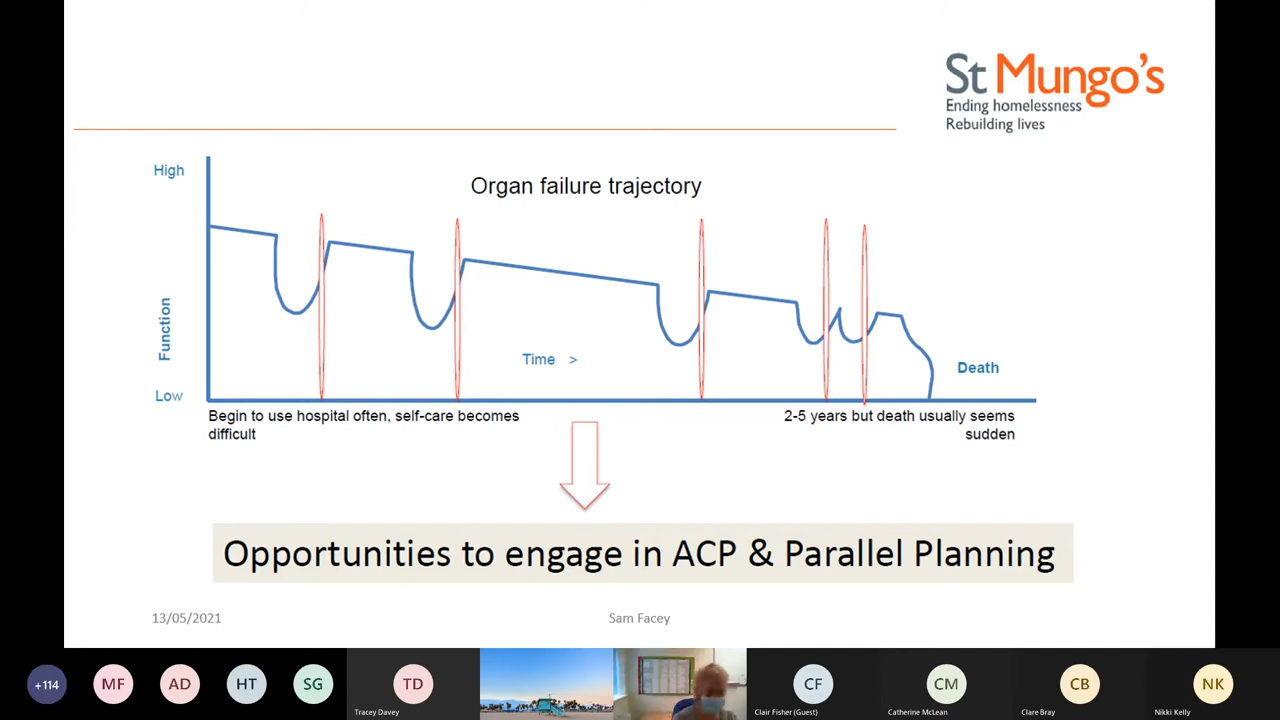 St Mungo's
Ending homelessness
Rebuilding lives
High
Organ failure trajectory
Function
Time >
Death
Low
Begin to use hospital often, self-care becomes
difficult
2-5 years but death usually seems
sudden
Opportunities to engage in ACP & Parallel Planning
13/05/2021
Sam Facey
+114
MF
AD
HT
SG
TD
Tracey Davey
CF
Clair Fisher (Guest)
CM
Catherine McLean
CB
Clare Bray
NK
Nikki Kelly